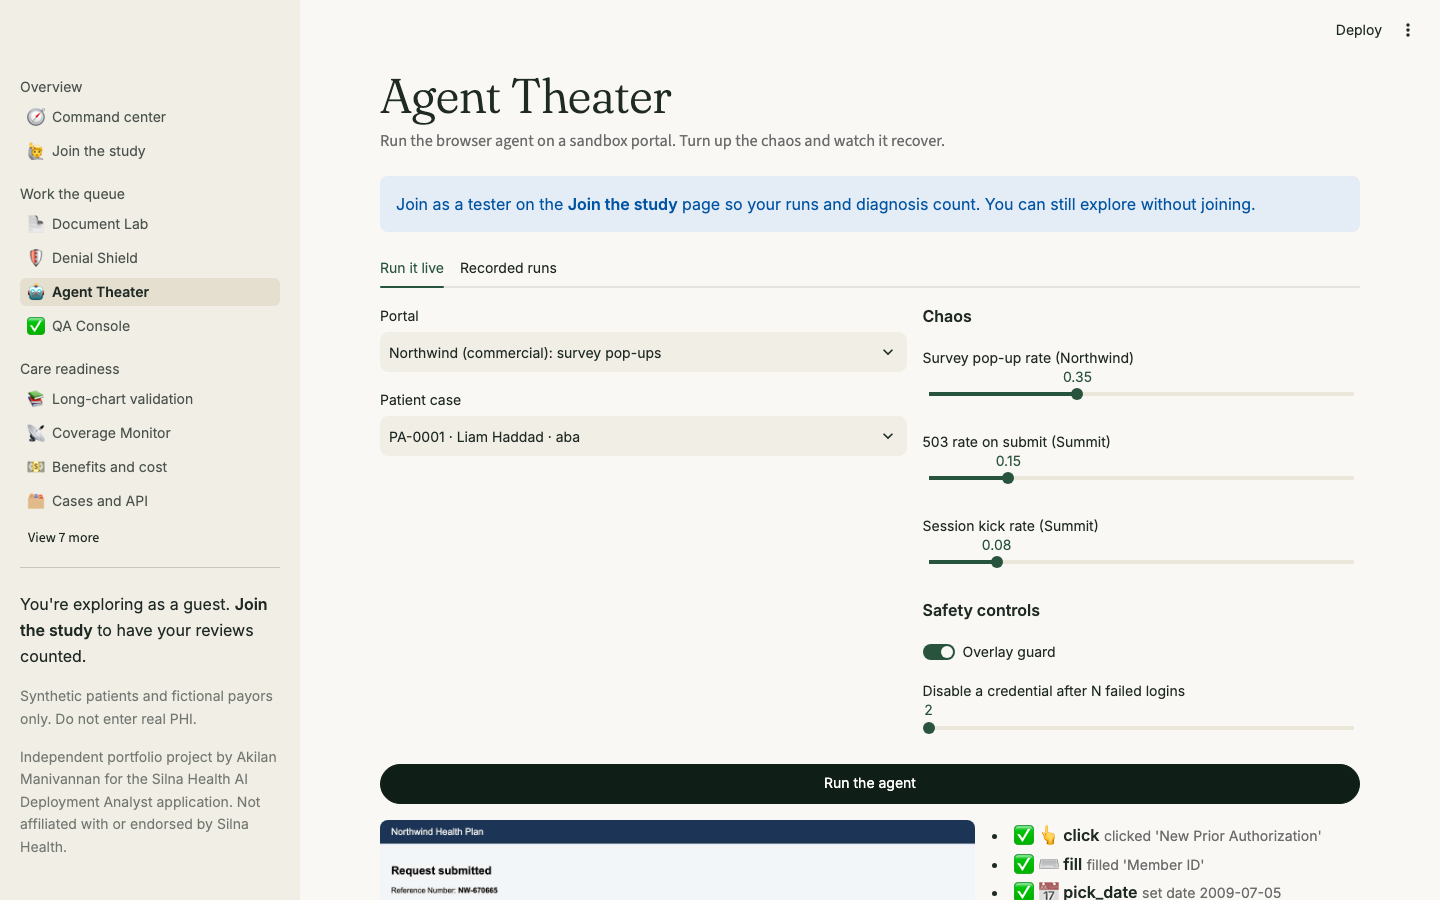 Deploy
Overview
Command center
Join the study
Work the queue
Document Lab
Denial Shield
Agent Theater
QA Console
Care readiness
Long-chart validation
Coverage Monitor
Benefits and cost
Cases and API
View 7 more
You're exploring as a guest. Join
the study to have your reviews
counted.
Synthetic patients and fictional payors
only. Do not enter real PHI.
Independent portfolio project by Akilan
Manivannan for the Silna Health AI
Deployment Analyst application. Not
affiliated with or endorsed by Silna
Health.
Agent Theater
Run the browser agent on a sandbox portal. Turn up the chaos and watch it recover.
Join as a tester on the Join the study page so your runs and diagnosis count. You can still explore without joining.
Run it live
Recorded runs
Portal
Northwind (commercial): survey pop-ups
Patient case
PA-0001 · Liam Haddad · aba
Chaos
Survey pop-up rate (Northwind)
0.35
503 rate on submit (Summit)
0.15
Session kick rate (Summit)
0.08
Safety controls
Overlay guard
Disable a credential after N failed logins
2
Run the agent
Northwind Health Plan
Request submitted
Reference Number: NW-670665
click clicked 'New Prior Authorization'
fill filled 'Member ID'
17 pick_date set date 2009-07-05